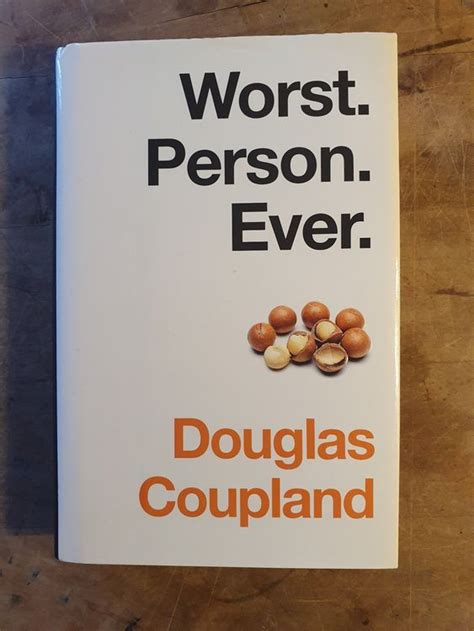 Worst.
Person.
Ever.
Douglas
Coupland